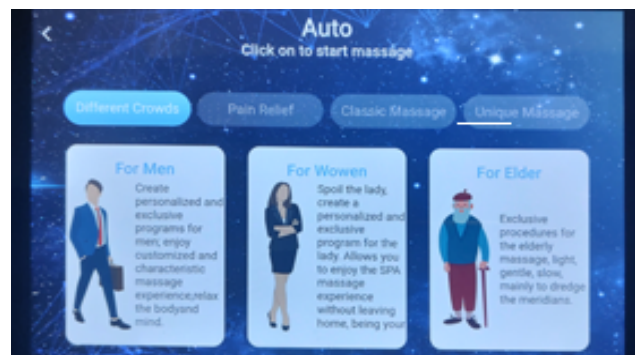 Auto
Click on to start massage
Different Crowds
Pain Relief
Classic Massage
Unique Massage
For Men
Create
personalized and
exclusive
programs for
men, enjoy
customized and
characteristic
massage
experience,relax
the bodyand
mind.
For Wowen
Spoil the lady,
create a
personalized and
exclusive
program for the
lady. Allows you
to enjoy the SPA
massage
experience
without leaving
home, being your
For Elder
Exclusive
procedures for
the elderly
massage, light,
gentle, slow,
mainly to dredge
the meridians.